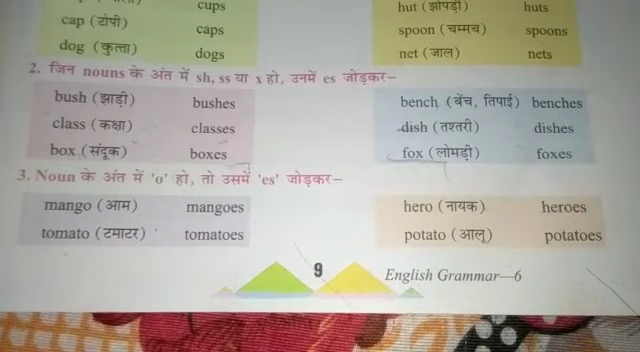 cups
cap (टोपी) caps
dog (कुत्ता) dogs
hut (झोपड़ी) huts
spoon (चम्मच) spoons
net (जाल) nets
2. जिन nouns के अंत में sh, ss या x हो, उनमें es जोड़कर–
bush (झाड़ी) bushes
class (कक्षा) classes
box (संदूक) boxes
bench (बेंच, तिपाई) benches
dish (तश्तरी) dishes
fox (लोमड़ी) foxes
3. Noun के अंत में 'o' हो, तो उसमें 'es' जोड़कर–
mango (आम) mangoes
tomato (टमाटर) tomatoes
hero (नायक) heroes
potato (आलू) potatoes
9
English Grammar—6